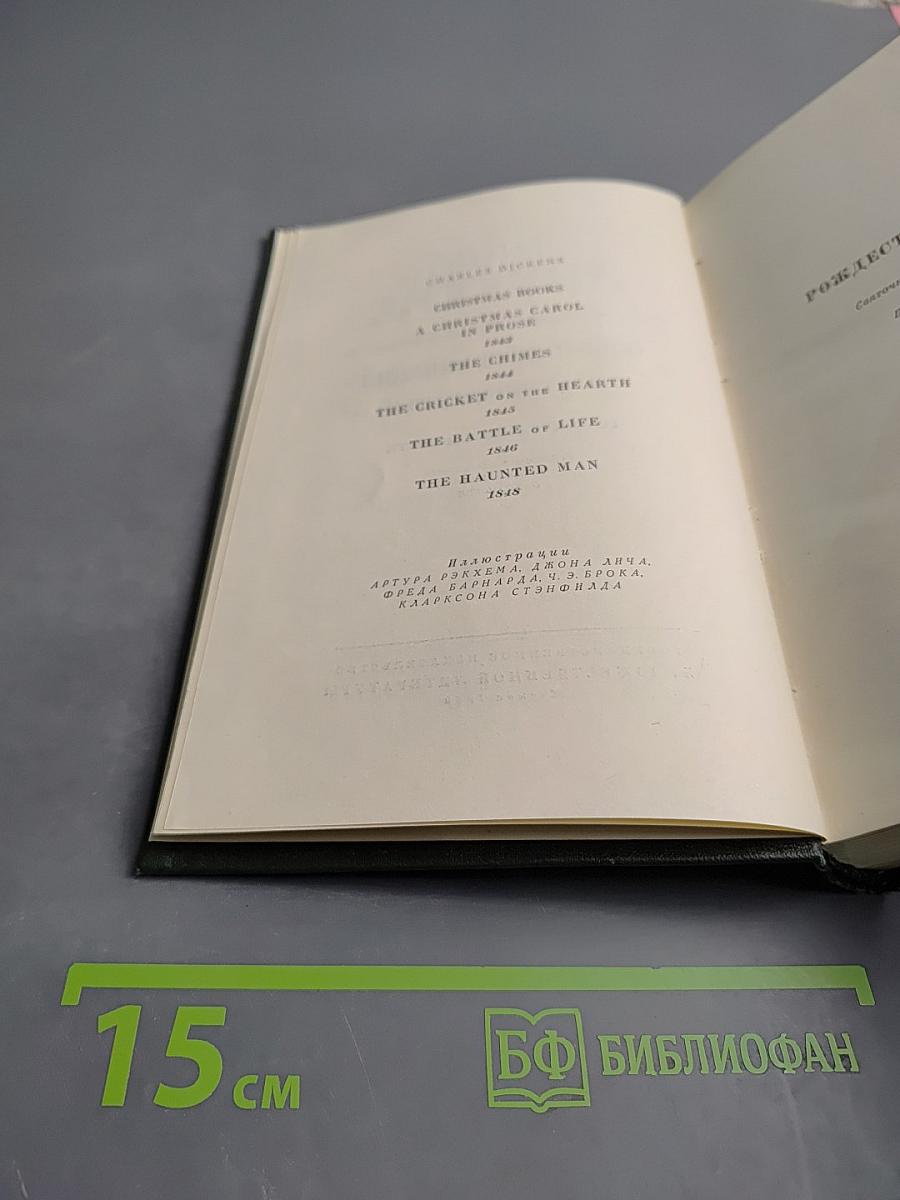 CHARLES DICKENS
CHRISTMAS BOOKS
A CHRISTMAS CAROL
IN PROSE
1843
THE CHIMES
1844
THE CRICKET ON THE HEARTH
1845
THE BATTLE OF LIFE
1846
THE HAUNTED MAN
1848
Иллюстрации
АРТУРА РЭКХЕМА, ДЖОНА ЛИЧА,
ФРЕДА БАРНАРДА, Ч. Э. БРОКА,
КЛАРКСОНА СТЭНФИЛДА
15 см
БФ БИБЛИОФАН